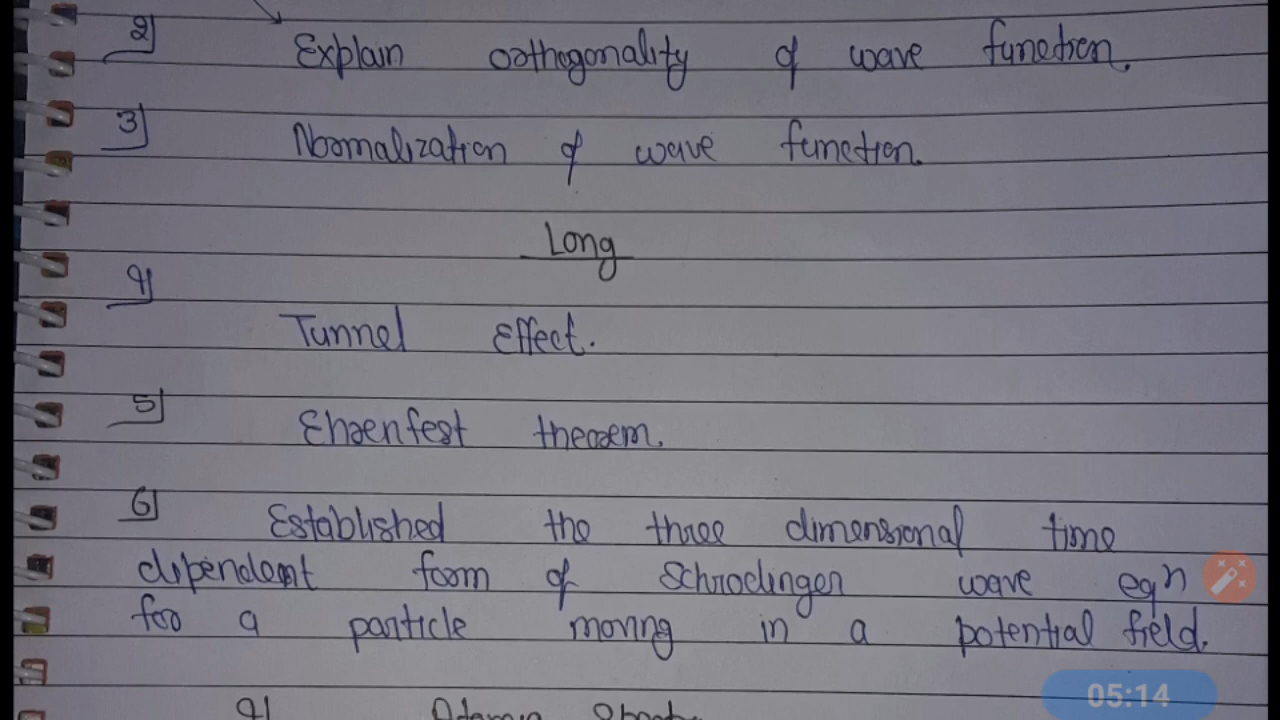 2] Explain orthogonality of wave function.
3] Normalization of wave function.
Long
4] Tunnel Effect.
5] Ehrenfest theorem.
6] Established the three dimensional time
dipendent form of Schrodinger wave eqn
for a particle moving in a potential field.
05:14